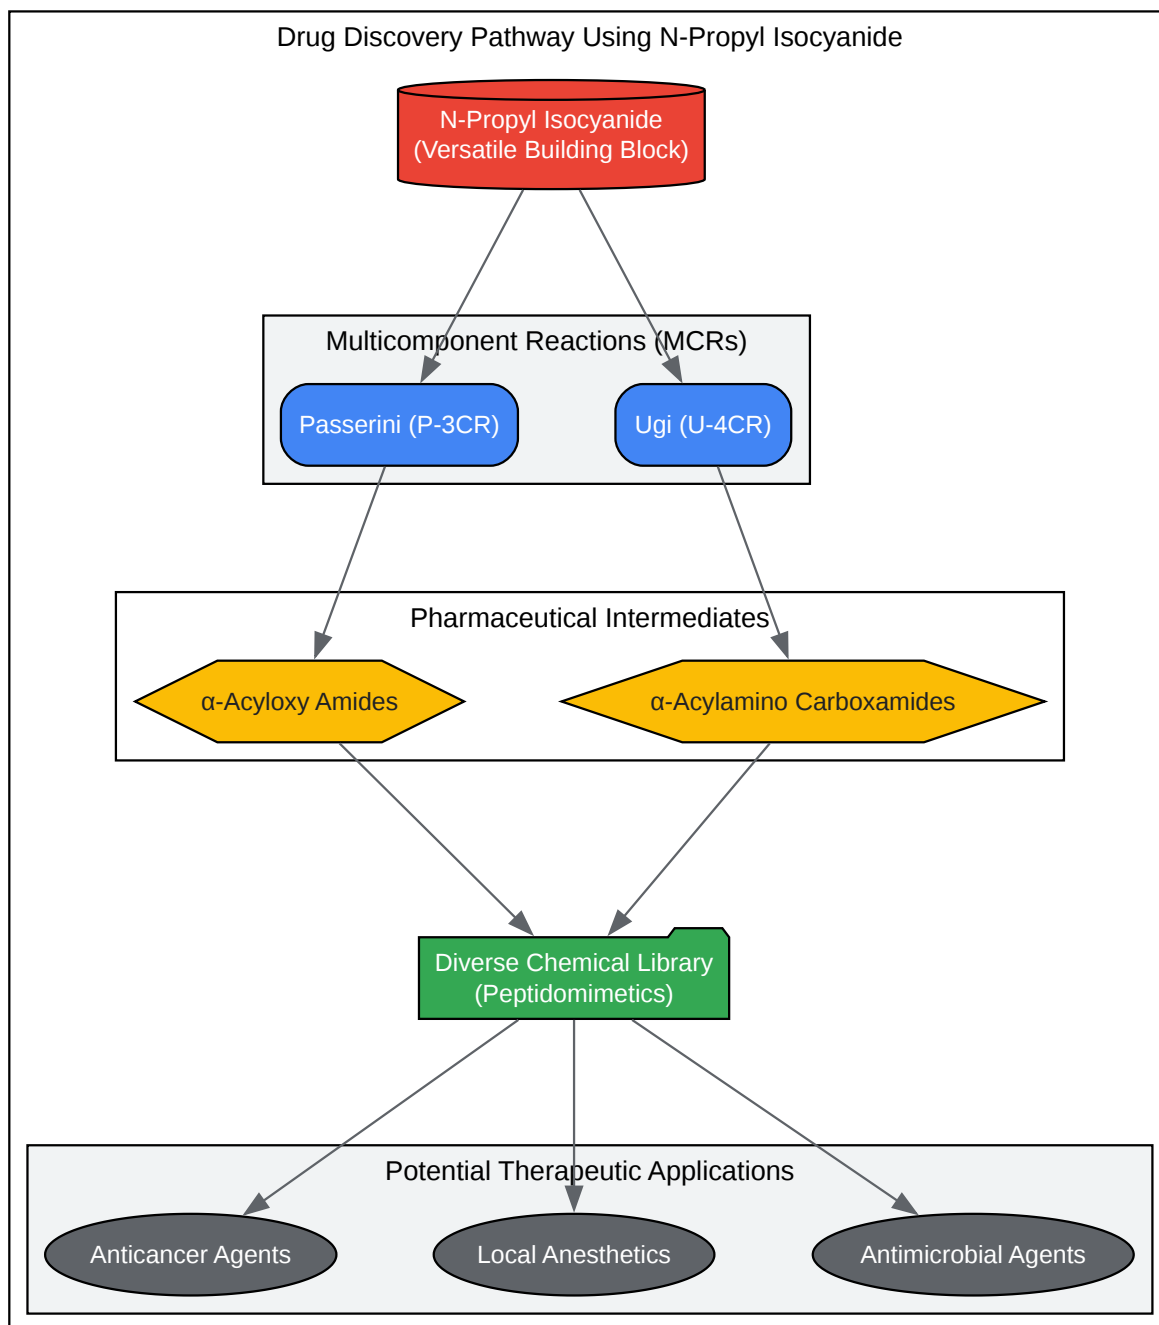 Drug Discovery Pathway Using N-Propyl Isocyanide
N-Propyl Isocyanide
(Versatile Building Block)
Multicomponent Reactions (MCRs)
Passerini (P-3CR)
Ugi (U-4CR)
Pharmaceutical Intermediates
α-Acyloxy Amides
α-Acylamino Carboxamides
Diverse Chemical Library
(Peptidomimetics)
Potential Therapeutic Applications
Anticancer Agents
Local Anesthetics
Antimicrobial Agents